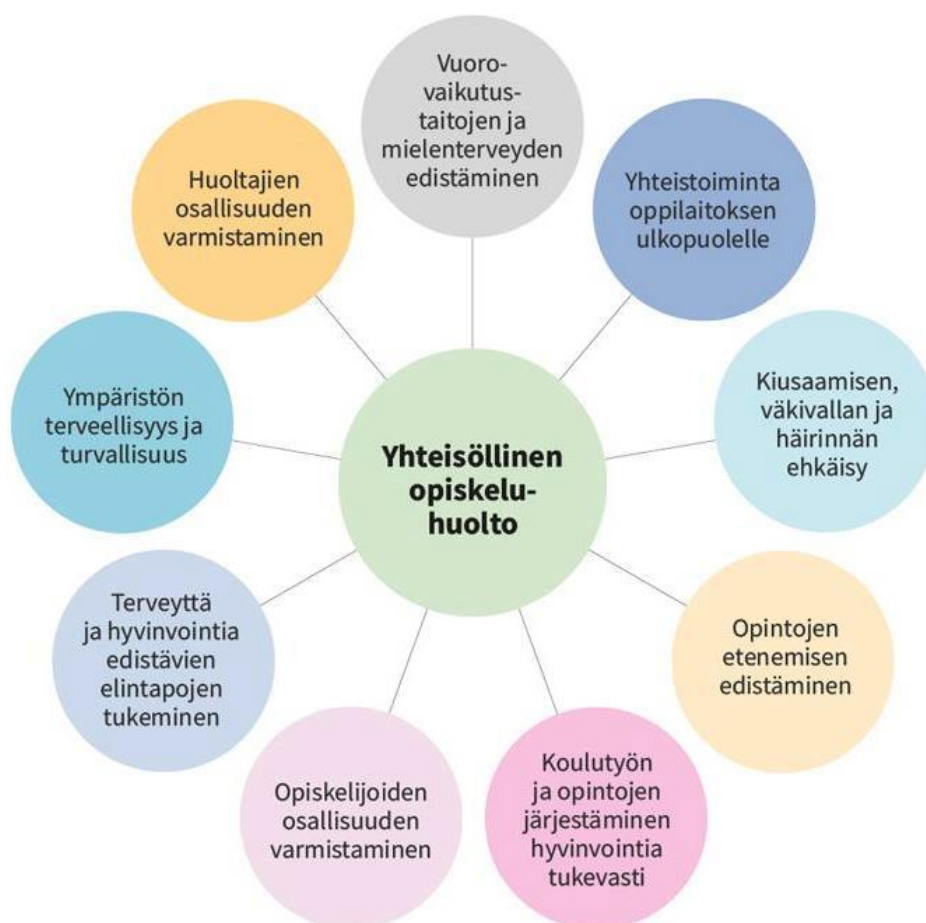 Vuoro-
vaikutus-
taitojen ja
mielenterveyden
edistäminen
Yhteistoiminta
oppilaitoksen
ulkopuolelle
Kiusaamisen,
väkivallan ja
häirinnän
ehkäisy
Opintojen
etenemisen
edistäminen
Koulutyön
ja opintojen
järjestäminen
hyvinvointia
tukevasti
Opiskelijoiden
osallisuuden
varmistaminen
Terveyttä
ja hyvinvointia
edistävien
elintapojen
tukeminen
Ympäristön
terveellisyys ja
turvallisuus
Huoltajien
osallisuuden
varmistaminen
Yhteisöllinen
opiskelu-
huolto